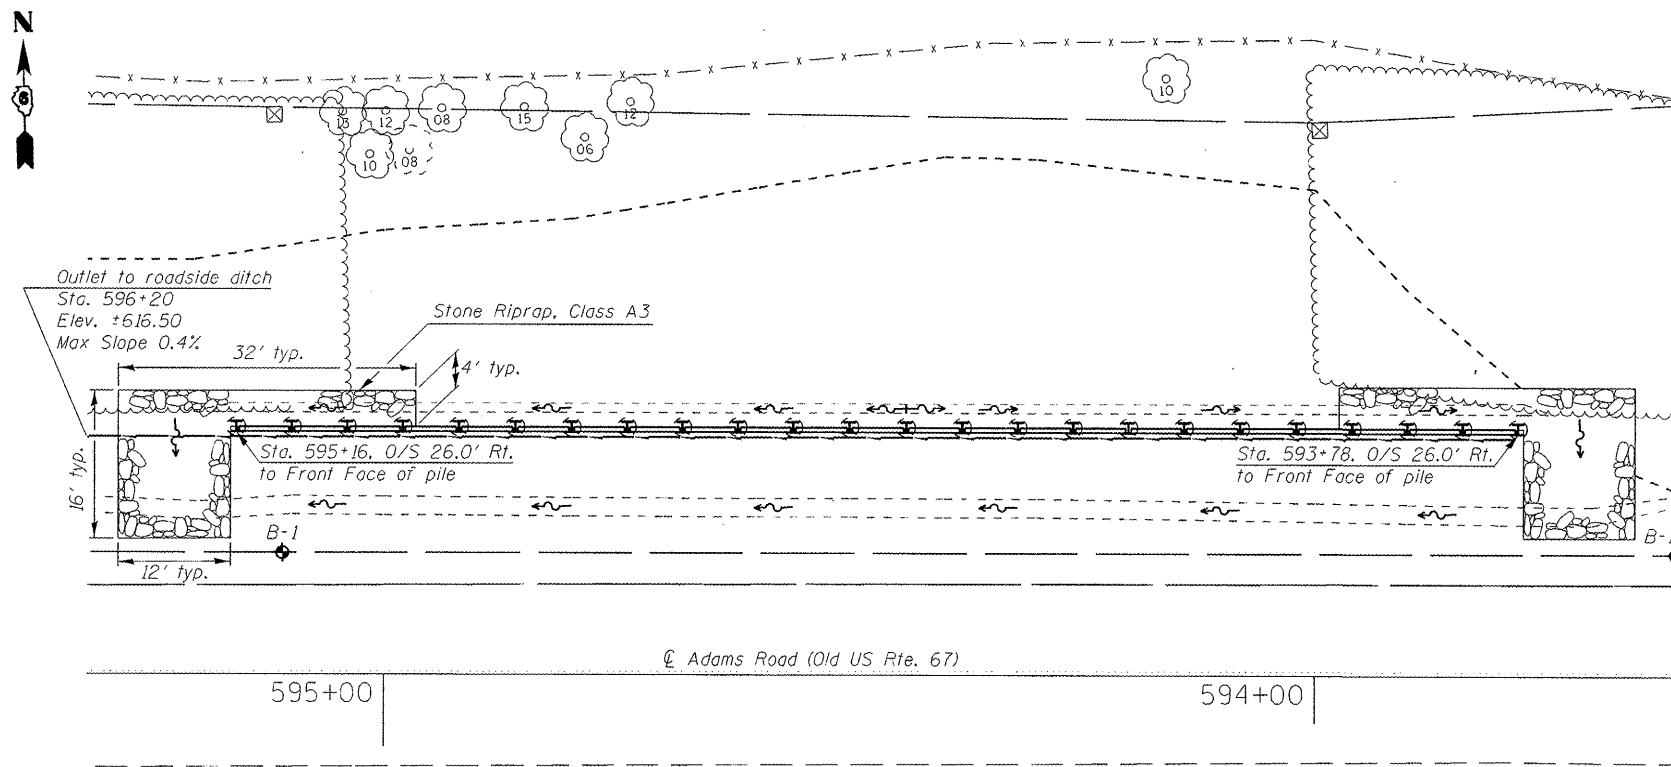 N
6
10
13
12
08
15
06
12
10
08
Outlet to roadside ditch
Sta. 596+20
Elev. ±616.50
Max Slope 0.4%
32' typ.
Stone Riprap, Class A3
4' typ.
16' typ.
Sta. 595+16, O/S 26.0' Rt.
to Front Face of pile
Sta. 593+78, O/S 26.0' Rt.
to Front Face of pile
B-1
12' typ.
℄ Adams Road (Old US Rte. 67)
595+00
594+00